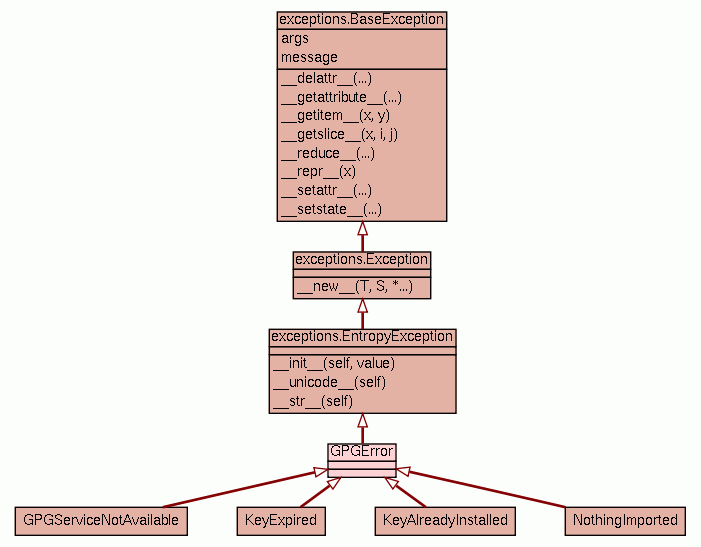 exceptions.BaseException
args
message
__delattr__(...)
__getattribute__(...)
__getitem__(x, y)
__getslice__(x, i, j)
__reduce__(...)
__repr__(x)
__setattr__(...)
__setstate__(...)
exceptions.Exception
__new__(T, S, *...)
exceptions.EntropyException
__init__(self, value)
__unicode__(self)
__str__(self)
GPGError
GPGServiceNotAvailable
KeyExpired
KeyAlreadyInstalled
NothingImported